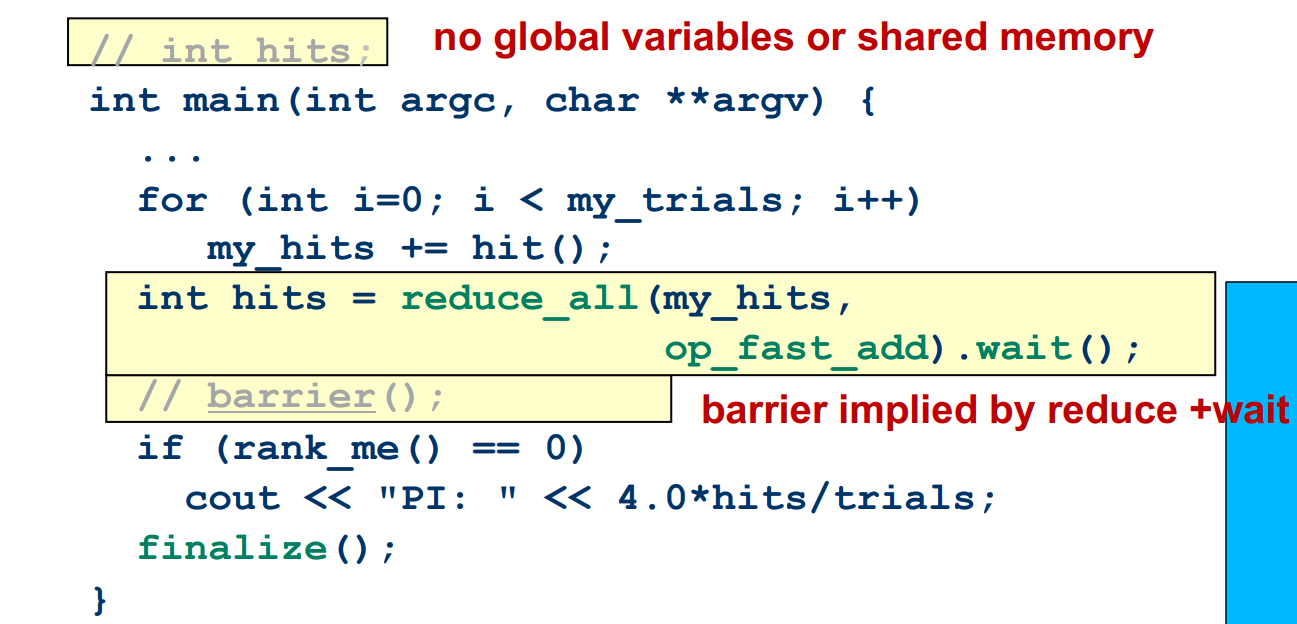 // int hits; no global variables or shared memory
int main(int argc, char **argv) {
...
for (int i=0; i < my_trials; i++)
my_hits += hit();
int hits = reduce_all(my_hits,
op_fast_add).wait();
// barrier(); barrier implied by reduce +wait
if (rank_me() == 0)
cout << "PI: " << 4.0*hits/trials;
finalize();
}